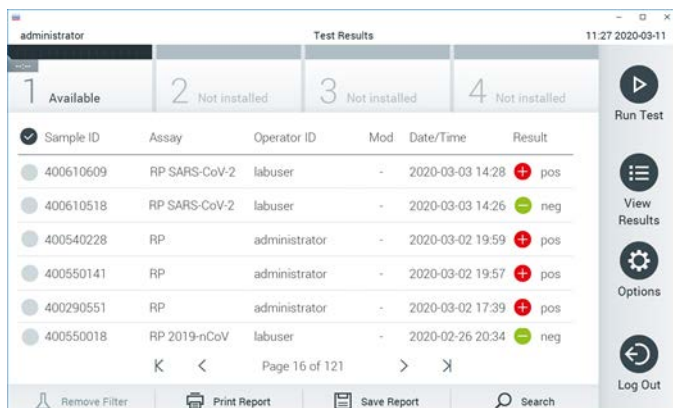 administrator Test Results 11:27 2020-03-11
1 Available 2 Not installed 3 Not installed 4 Not installed
Run Test
Sample ID Assay Operator ID Mod Date/Time Result
400610609 RP SARS-CoV-2 labuser - 2020-03-03 14:28 pos
400610518 RP SARS-CoV-2 labuser - 2020-03-03 14:26 neg
View Results
400540228 RP administrator - 2020-03-02 19:59 pos
400550141 RP administrator - 2020-03-02 19:57 pos
Options
400290551 RP administrator - 2020-03-02 17:39 pos
400550018 RP 2019-nCoV labuser - 2020-02-26 20:34 neg
Page 16 of 121
Log Out
Remove Filter Print Report Save Report Search